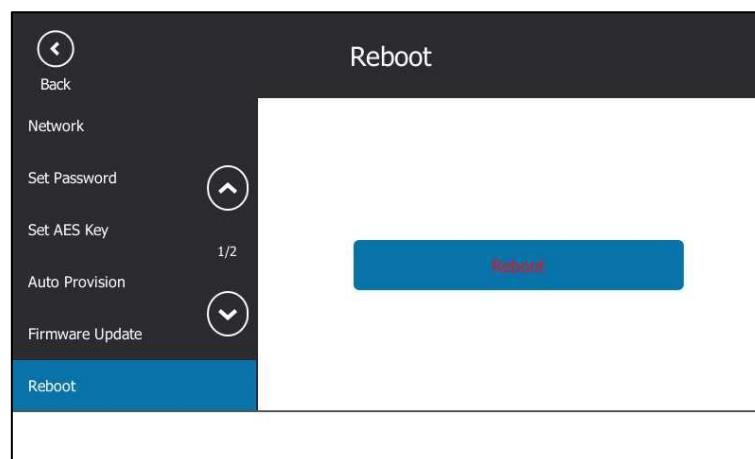 Reboot
Back
Network
Set Password
Set AES Key
1/2
Auto Provision
Firmware Update
Reboot
Reboot